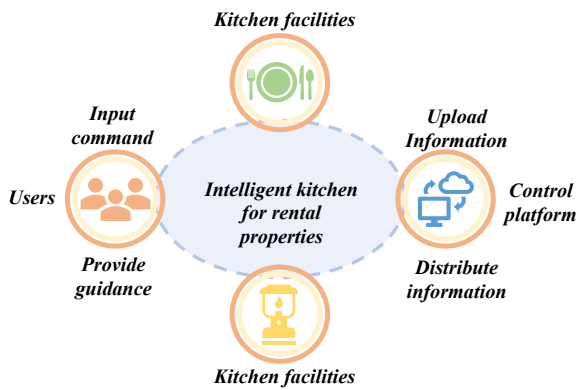 Kitchen facilities
Input
command
Upload
Information
Users
Intelligent kitchen
for rental
properties
Control
platform
Provide
guidance
Distribute
information
Kitchen facilities